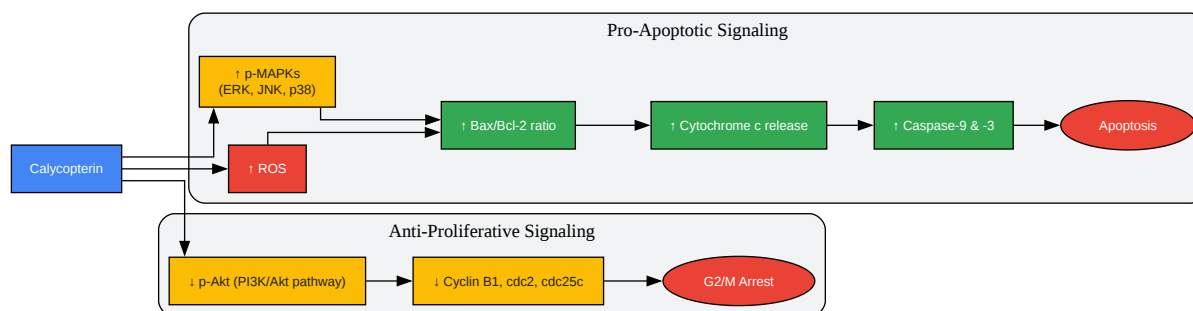 Pro-Apoptotic Signaling
↑ p-MAPKs
(ERK, JNK, p38)
↑ Bax/Bcl-2 ratio
↑ Cytochrome c release
↑ Caspase-9 & -3
Apoptosis
Calycopterin
↑ ROS
Anti-Proliferative Signaling
↓ p-Akt (PI3K/Akt pathway)
↓ Cyclin B1, cdc2, cdc25c
G2/M Arrest